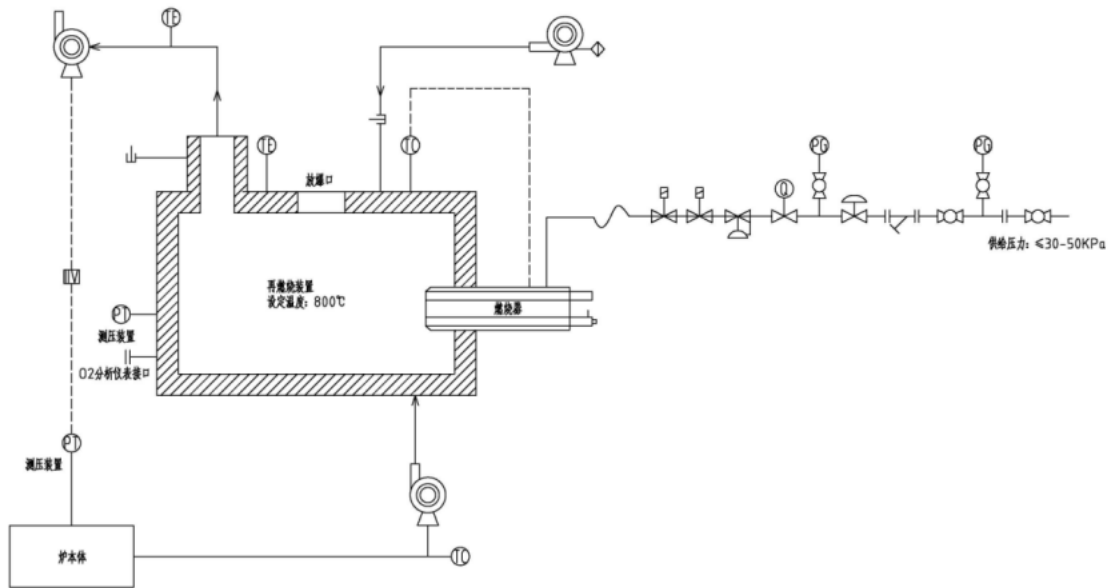 TE
TE
TC
PG
PG
放爆口
Q
供给压力：≤30-50KPa
再燃烧装置
设定温度：800℃
燃烧器
PT
测压装置
O2分析仪表接口
PT
测压装置
炉本体
TC